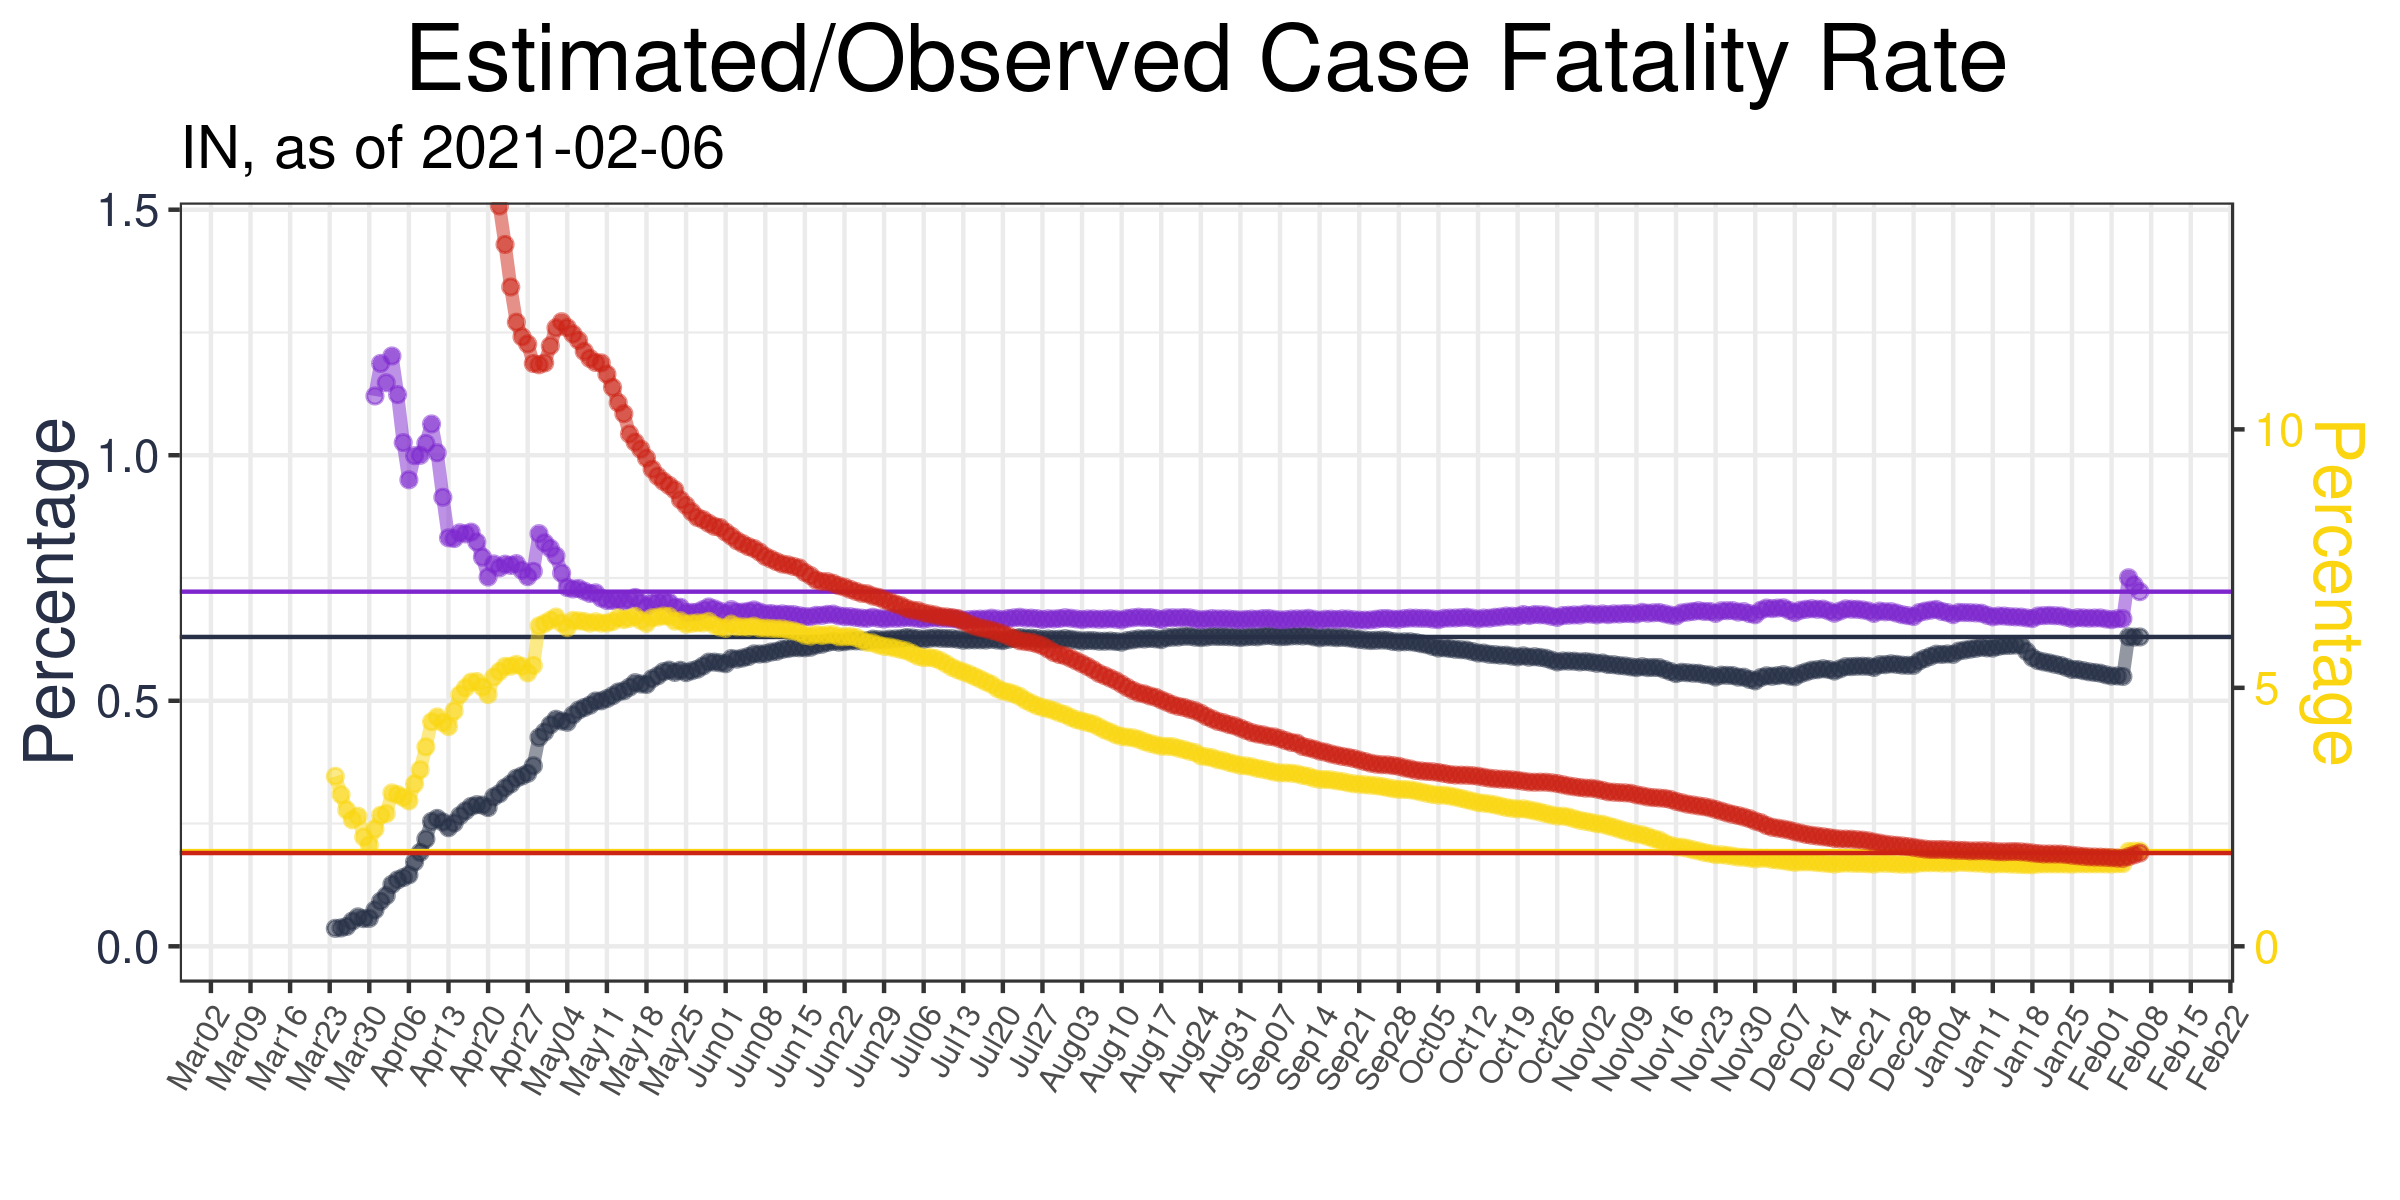 Estimated/Observed Case Fatality Rate
IN, as of 2021-02-06
Percentage
1.5
1.0
0.5
0.0
10
5
0
Percentage
Mar02
Mar09
Mar16
Mar23
Mar30
Apr06
Apr13
Apr20
Apr27
May04
May11
May18
May25
Jun01
Jun08
Jun15
Jun22
Jun29
Jul06
Jul13
Jul20
Jul27
Aug03
Aug10
Aug17
Aug24
Aug31
Sep07
Sep14
Sep21
Sep28
Oct05
Oct12
Oct19
Oct26
Nov02
Nov09
Nov16
Nov23
Nov30
Dec07
Dec14
Dec21
Dec28
Jan04
Jan11
Jan18
Jan25
Feb01
Feb08
Feb15
Feb22